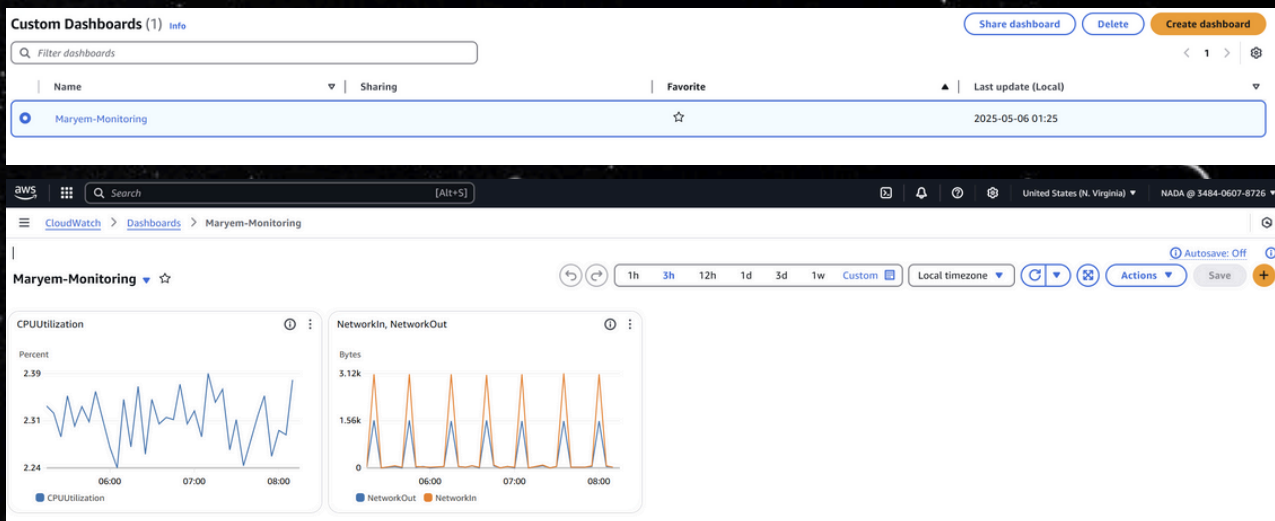 Custom Dashboards (1) Info
Share dashboard Delete Create dashboard
Filter dashboards
1
Name Sharing Favorite Last update (Local)
Maryem-Monitoring 2025-05-06 01:25
aws Search [Alt+S] United States (N. Virginia) NADA @ 3484-0607-8726
CloudWatch > Dashboards > Maryem-Monitoring
Autosave: Off
Maryem-Monitoring 1h 3h 12h 1d 3d 1w Custom Local timezone Actions Save +
CPUUtilization NetworkIn, NetworkOut
Percent Bytes
2.39 3.12k
2.31 1.56k
2.24 0
06:00 07:00 08:00 06:00 07:00 08:00
CPUUtilization NetworkOut NetworkIn